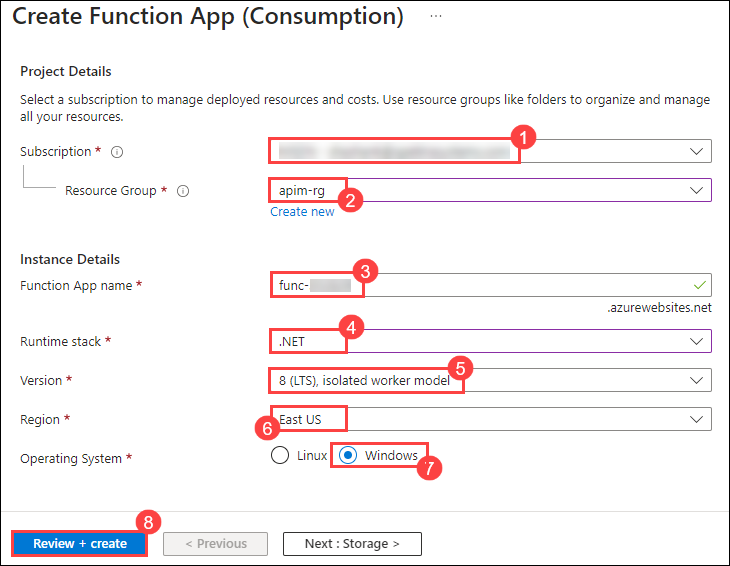 Create Function App (Consumption) ...
Project Details
Select a subscription to manage deployed resources and costs. Use resource groups like folders to organize and manage
all your resources.
Subscription * 1
Resource Group * apim-rg 2
Create new
Instance Details
Function App name * func- 3
.azurewebsites.net
Runtime stack * .NET 4
Version * 8 (LTS), isolated worker model 5
Region * East US 6
Operating System * Linux Windows 7
8
Review + create < Previous Next : Storage >